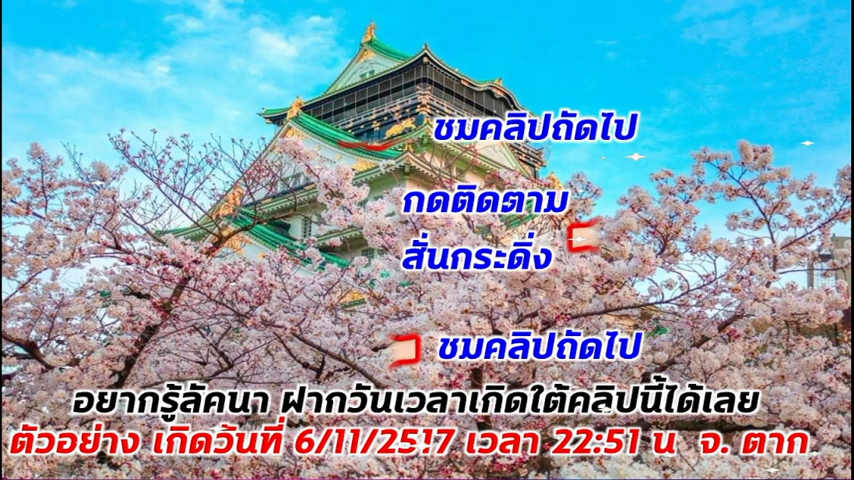 ชมคลิปถัดไป
กดติดตาม
สั่นกระดิ่ง
ชมคลิปถัดไป
อยากรู้ลัคนา ฝากวันเวลาเกิดใต้คลิปนี้ได้เลย
ตัวอย่าง เกิดวันที่ 6/11/2517 เวลา 22:51 น จ. ตาก